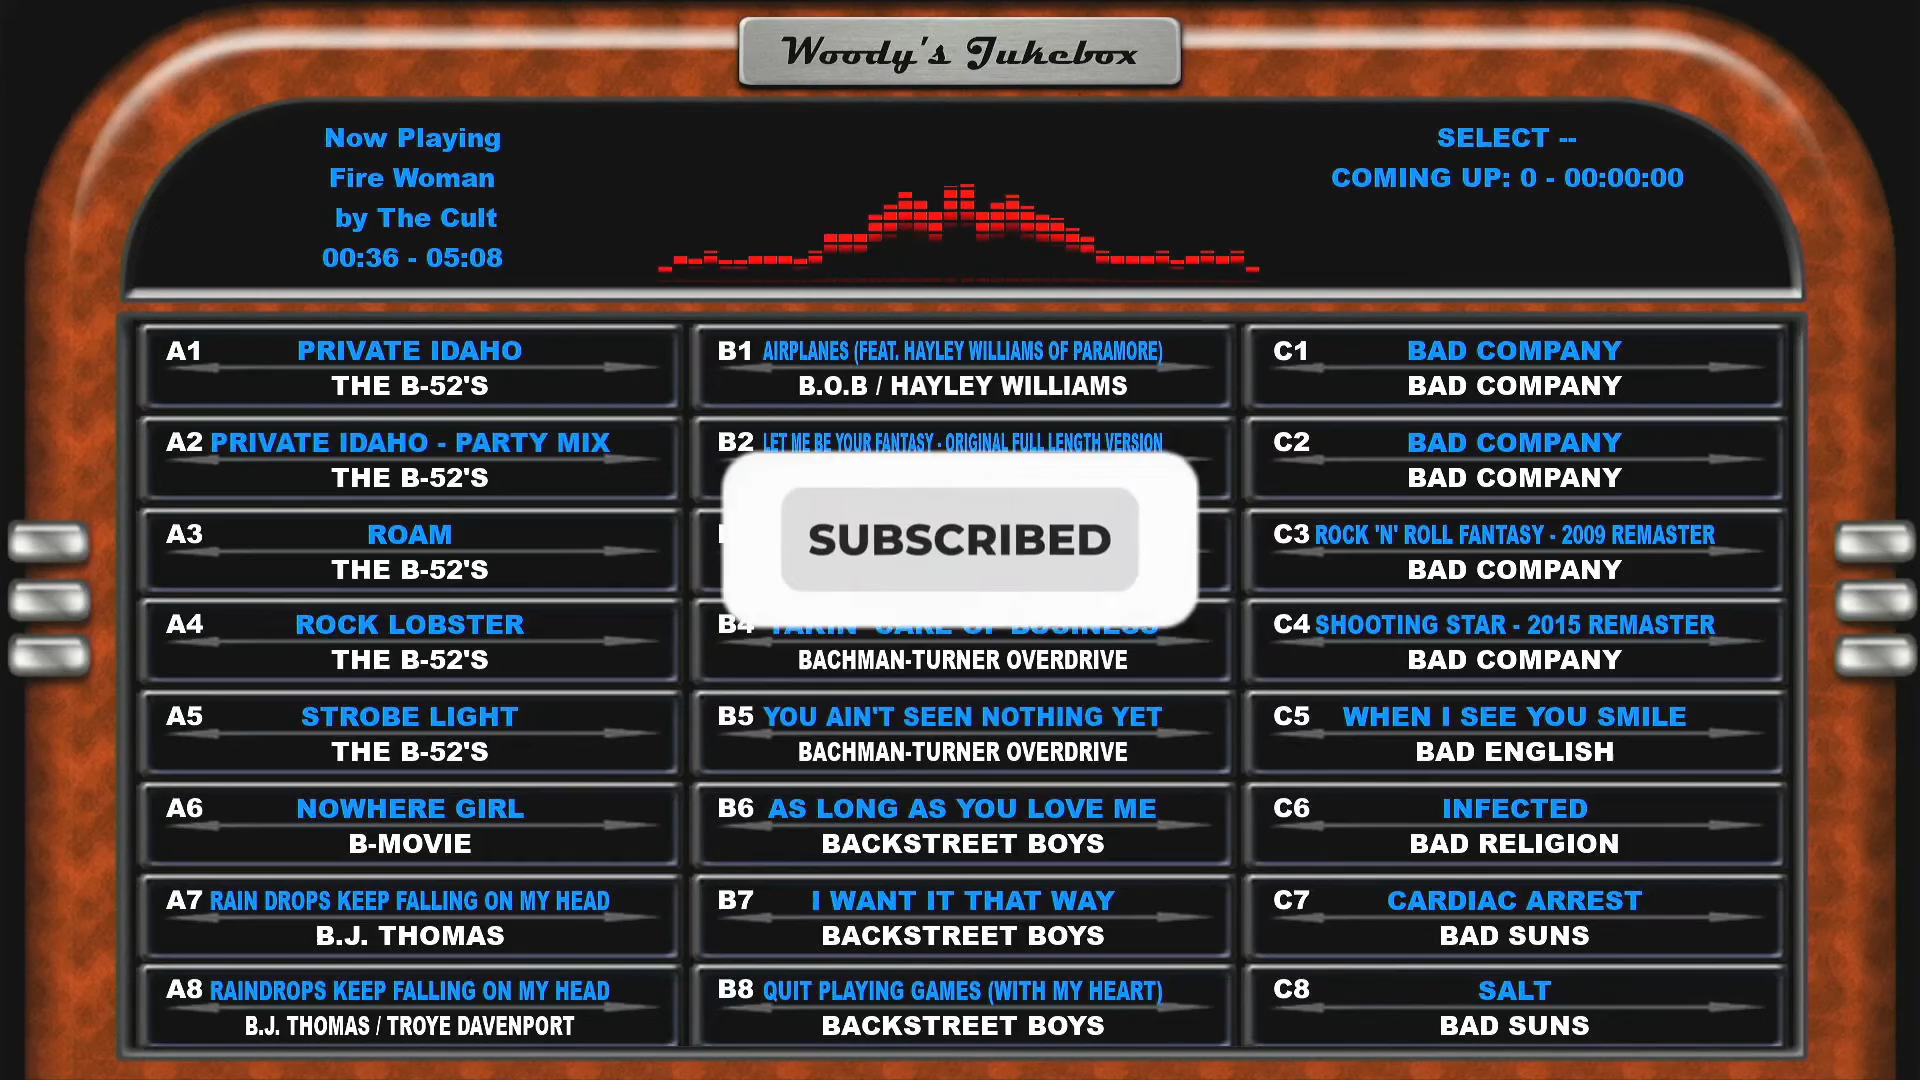 Woody's Jukebox
Now Playing
Fire Woman
by The Cult
00:36 - 05:08
SELECT --
COMING UP: 0 - 00:00:00
A1 PRIVATE IDAHO
THE B-52'S
A2 PRIVATE IDAHO - PARTY MIX
THE B-52'S
A3 ROAM
THE B-52'S
A4 ROCK LOBSTER
THE B-52'S
A5 STROBE LIGHT
THE B-52'S
A6 NOWHERE GIRL
B-MOVIE
A7 RAIN DROPS KEEP FALLING ON MY HEAD
B.J. THOMAS
A8 RAINDROPS KEEP FALLING ON MY HEAD
B.J. THOMAS / TROYE DAVENPORT
B1 AIRPLANES (FEAT. HAYLEY WILLIAMS OF PARAMORE)
B.O.B / HAYLEY WILLIAMS
B2 LET ME BE YOUR FANTASY - ORIGINAL FULL LENGTH VERSION
SUBSCRIBED
B4 TAKIN' CARE OF BUSINESS
BACHMAN-TURNER OVERDRIVE
B5 YOU AIN'T SEEN NOTHING YET
BACHMAN-TURNER OVERDRIVE
B6 AS LONG AS YOU LOVE ME
BACKSTREET BOYS
B7 I WANT IT THAT WAY
BACKSTREET BOYS
B8 QUIT PLAYING GAMES (WITH MY HEART)
BACKSTREET BOYS
C1 BAD COMPANY
BAD COMPANY
C2 BAD COMPANY
BAD COMPANY
C3 ROCK 'N' ROLL FANTASY - 2009 REMASTER
BAD COMPANY
C4 SHOOTING STAR - 2015 REMASTER
BAD COMPANY
C5 WHEN I SEE YOU SMILE
BAD ENGLISH
C6 INFECTED
BAD RELIGION
C7 CARDIAC ARREST
BAD SUNS
C8 SALT
BAD SUNS